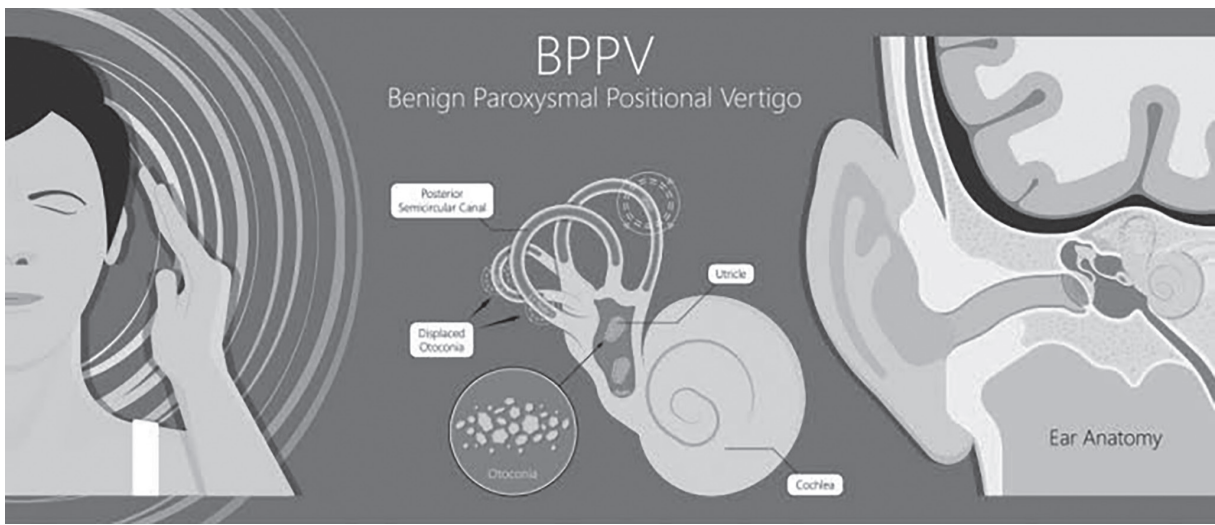 BPPV
Benign Paroxysmal Positional Vertigo
Posterior
Semicircular Canal
Utricle
Displaced
Otoconia
Otoconia
Cochlea
Ear Anatomy